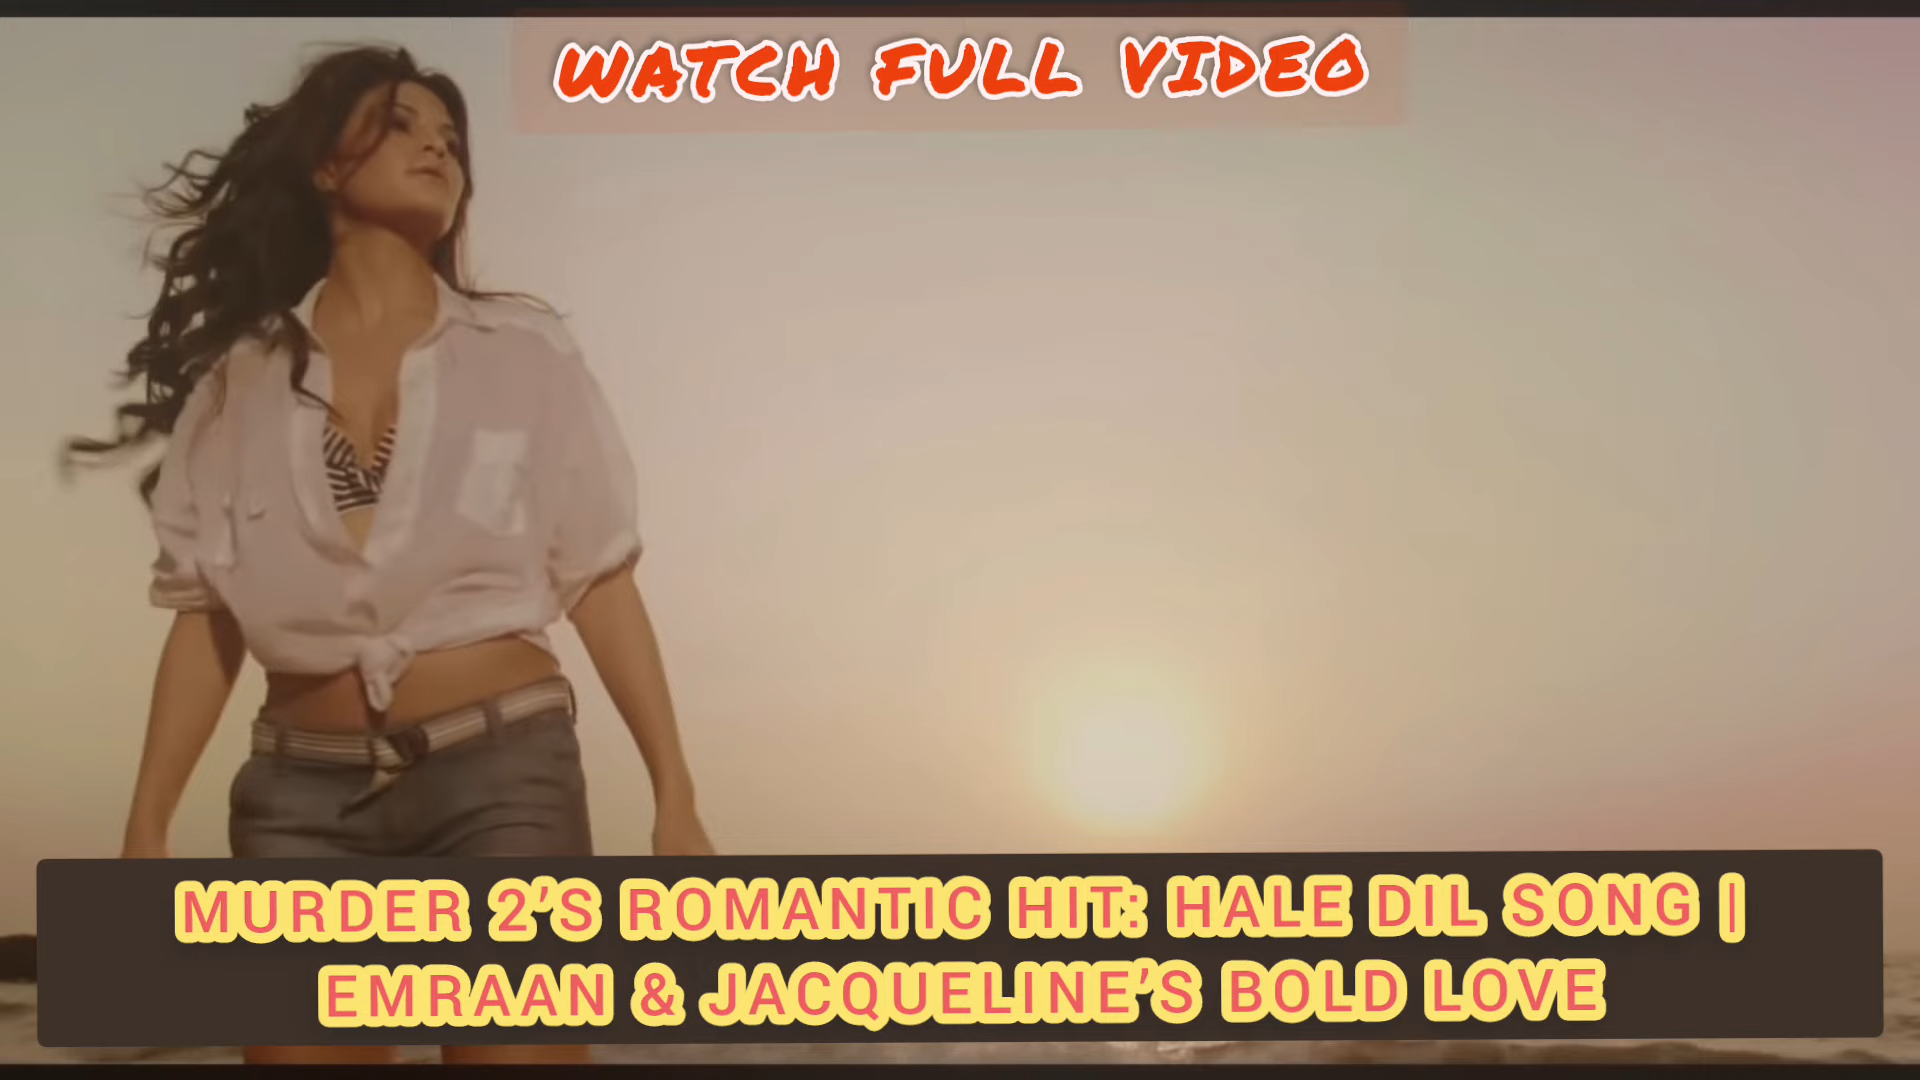 WATCH FULL VIDEO
MURDER 2’S ROMANTIC HIT: HALE DIL SONG |
EMRAAN & JACQUELINE’S BOLD LOVE